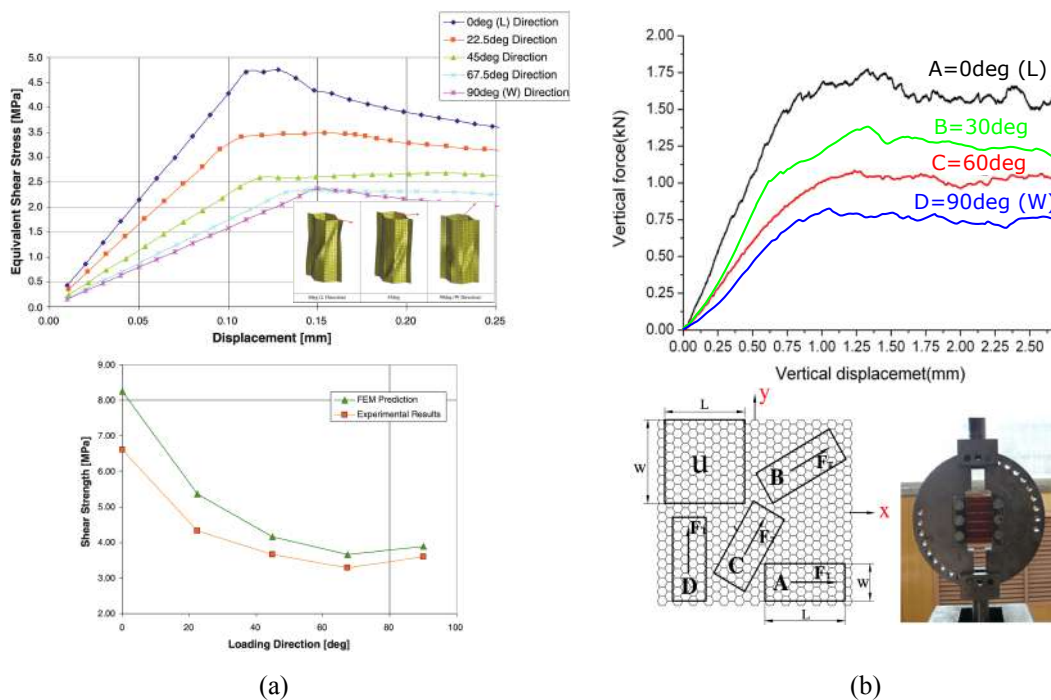 0deg (L) Direction
22.5deg Direction
45deg Direction
67.5deg Direction
90deg (W) Direction
Equivalent Shear Stress [MPa]
5.0
4.5
4.0
3.5
3.0
2.5
2.0
1.5
1.0
0.5
0.0
0.00 0.05 0.10 0.15 0.20 0.25
Displacement [mm]
FEM Prediction
Experimental Results
Shear Strength [MPa]
9.00
8.00
7.00
6.00
5.00
4.00
3.00
2.00
0 20 40 60 80 100
Loading Direction [deg]
(a)
Vertical force(kN)
2.00
1.75
1.50
1.25
1.00
0.75
0.50
0.25
0.00
A=0deg (L)
B=30deg
C=60deg
D=90deg (W)
0.00 0.25 0.50 0.75 1.00 1.25 1.50 1.75 2.00 2.25 2.50
Vertical displacemet(mm)
y
L
W
u
B
x
C
D
A
W
L
(b)